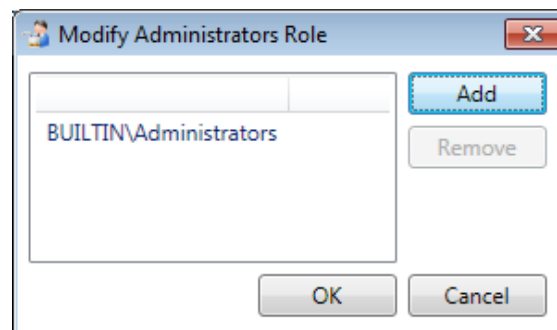 Modify Administrators Role
Add
BUILTIN\Administrators
Remove
OK
Cancel